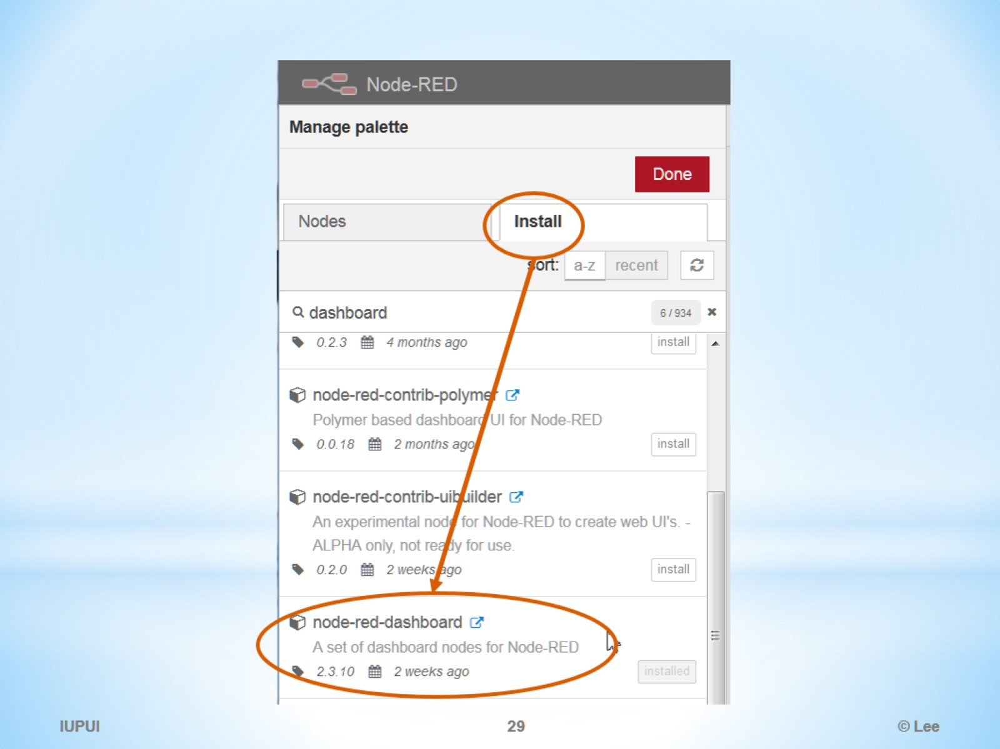 Node-RED
Manage palette
Done
Nodes
Install
sort: a-z recent
dashboard 6 / 934
0.2.3 4 months ago install
node-red-contrib-polymer
Polymer based dashboard UI for Node-RED
0.0.18 2 months ago install
node-red-contrib-uibuilder
An experimental node for Node-RED to create web UI's. -
ALPHA only, not ready for use.
0.2.0 2 weeks ago install
node-red-dashboard
A set of dashboard nodes for Node-RED
2.3.10 2 weeks ago installed
IUPUI 29 © Lee